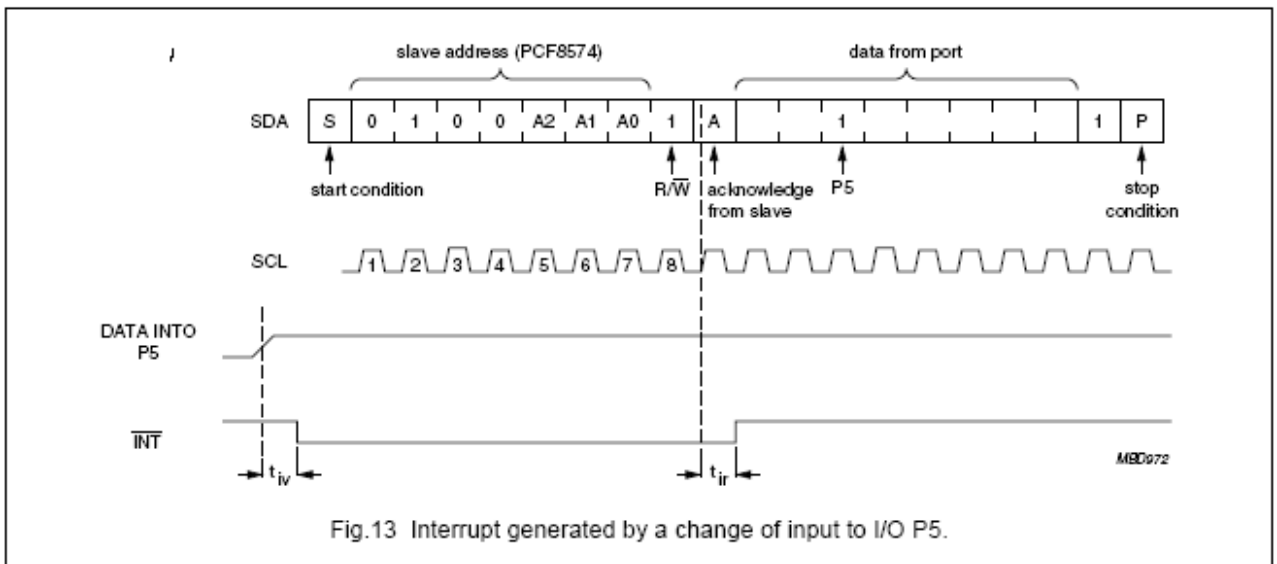 slave address (PCF8574) data from port
SDA S 0 1 0 0 A2 A1 A0 1 A 1 1 P
start condition R/W acknowledge P5 stop
from slave condition
SCL 1 2 3 4 5 6 7 8
DATA INTO
P5
INT
tiv tir
MBD972
Fig.13 Interrupt generated by a change of input to I/O P5.